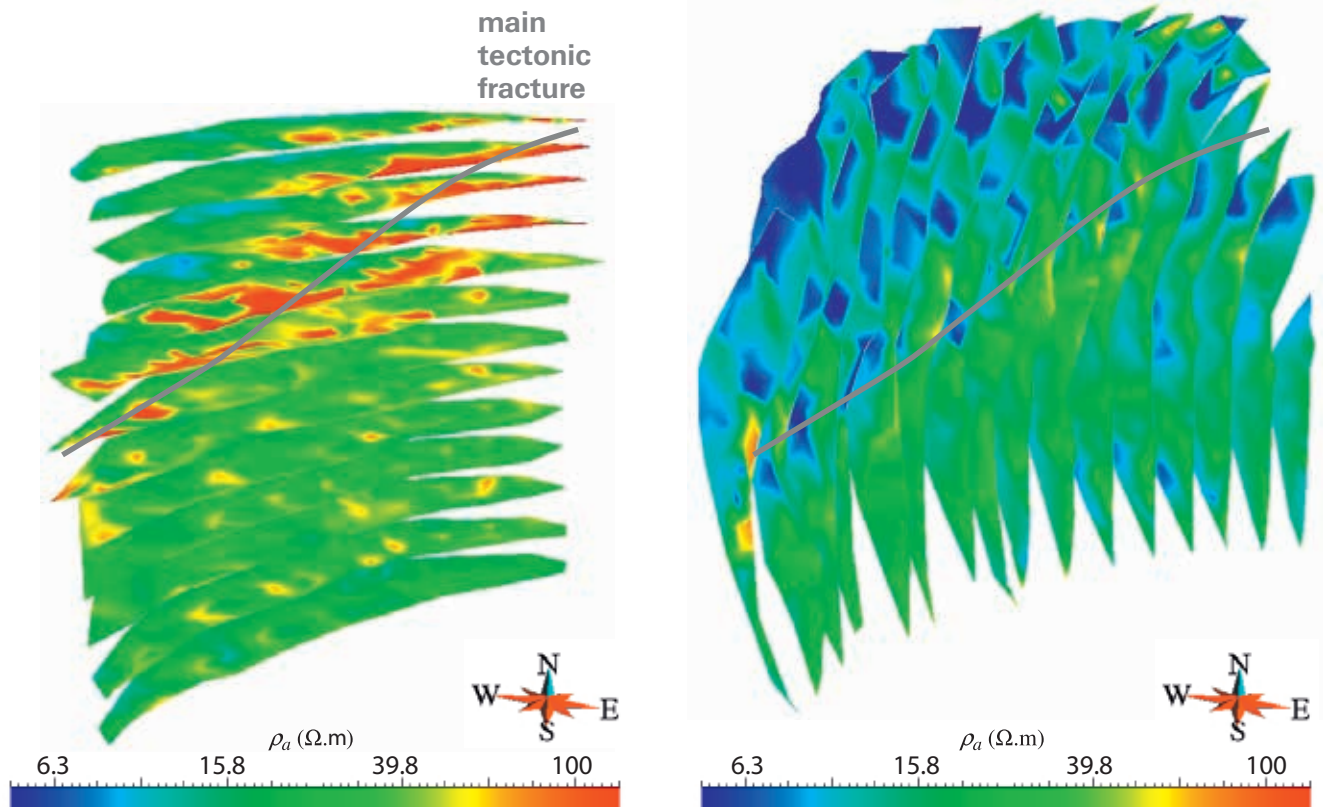 main
tectonic
fracture
N
W E
S
N
W E
S
ρa (Ω.m)
6.3 15.8 39.8 100
ρa (Ω.m)
6.3 15.8 39.8 100